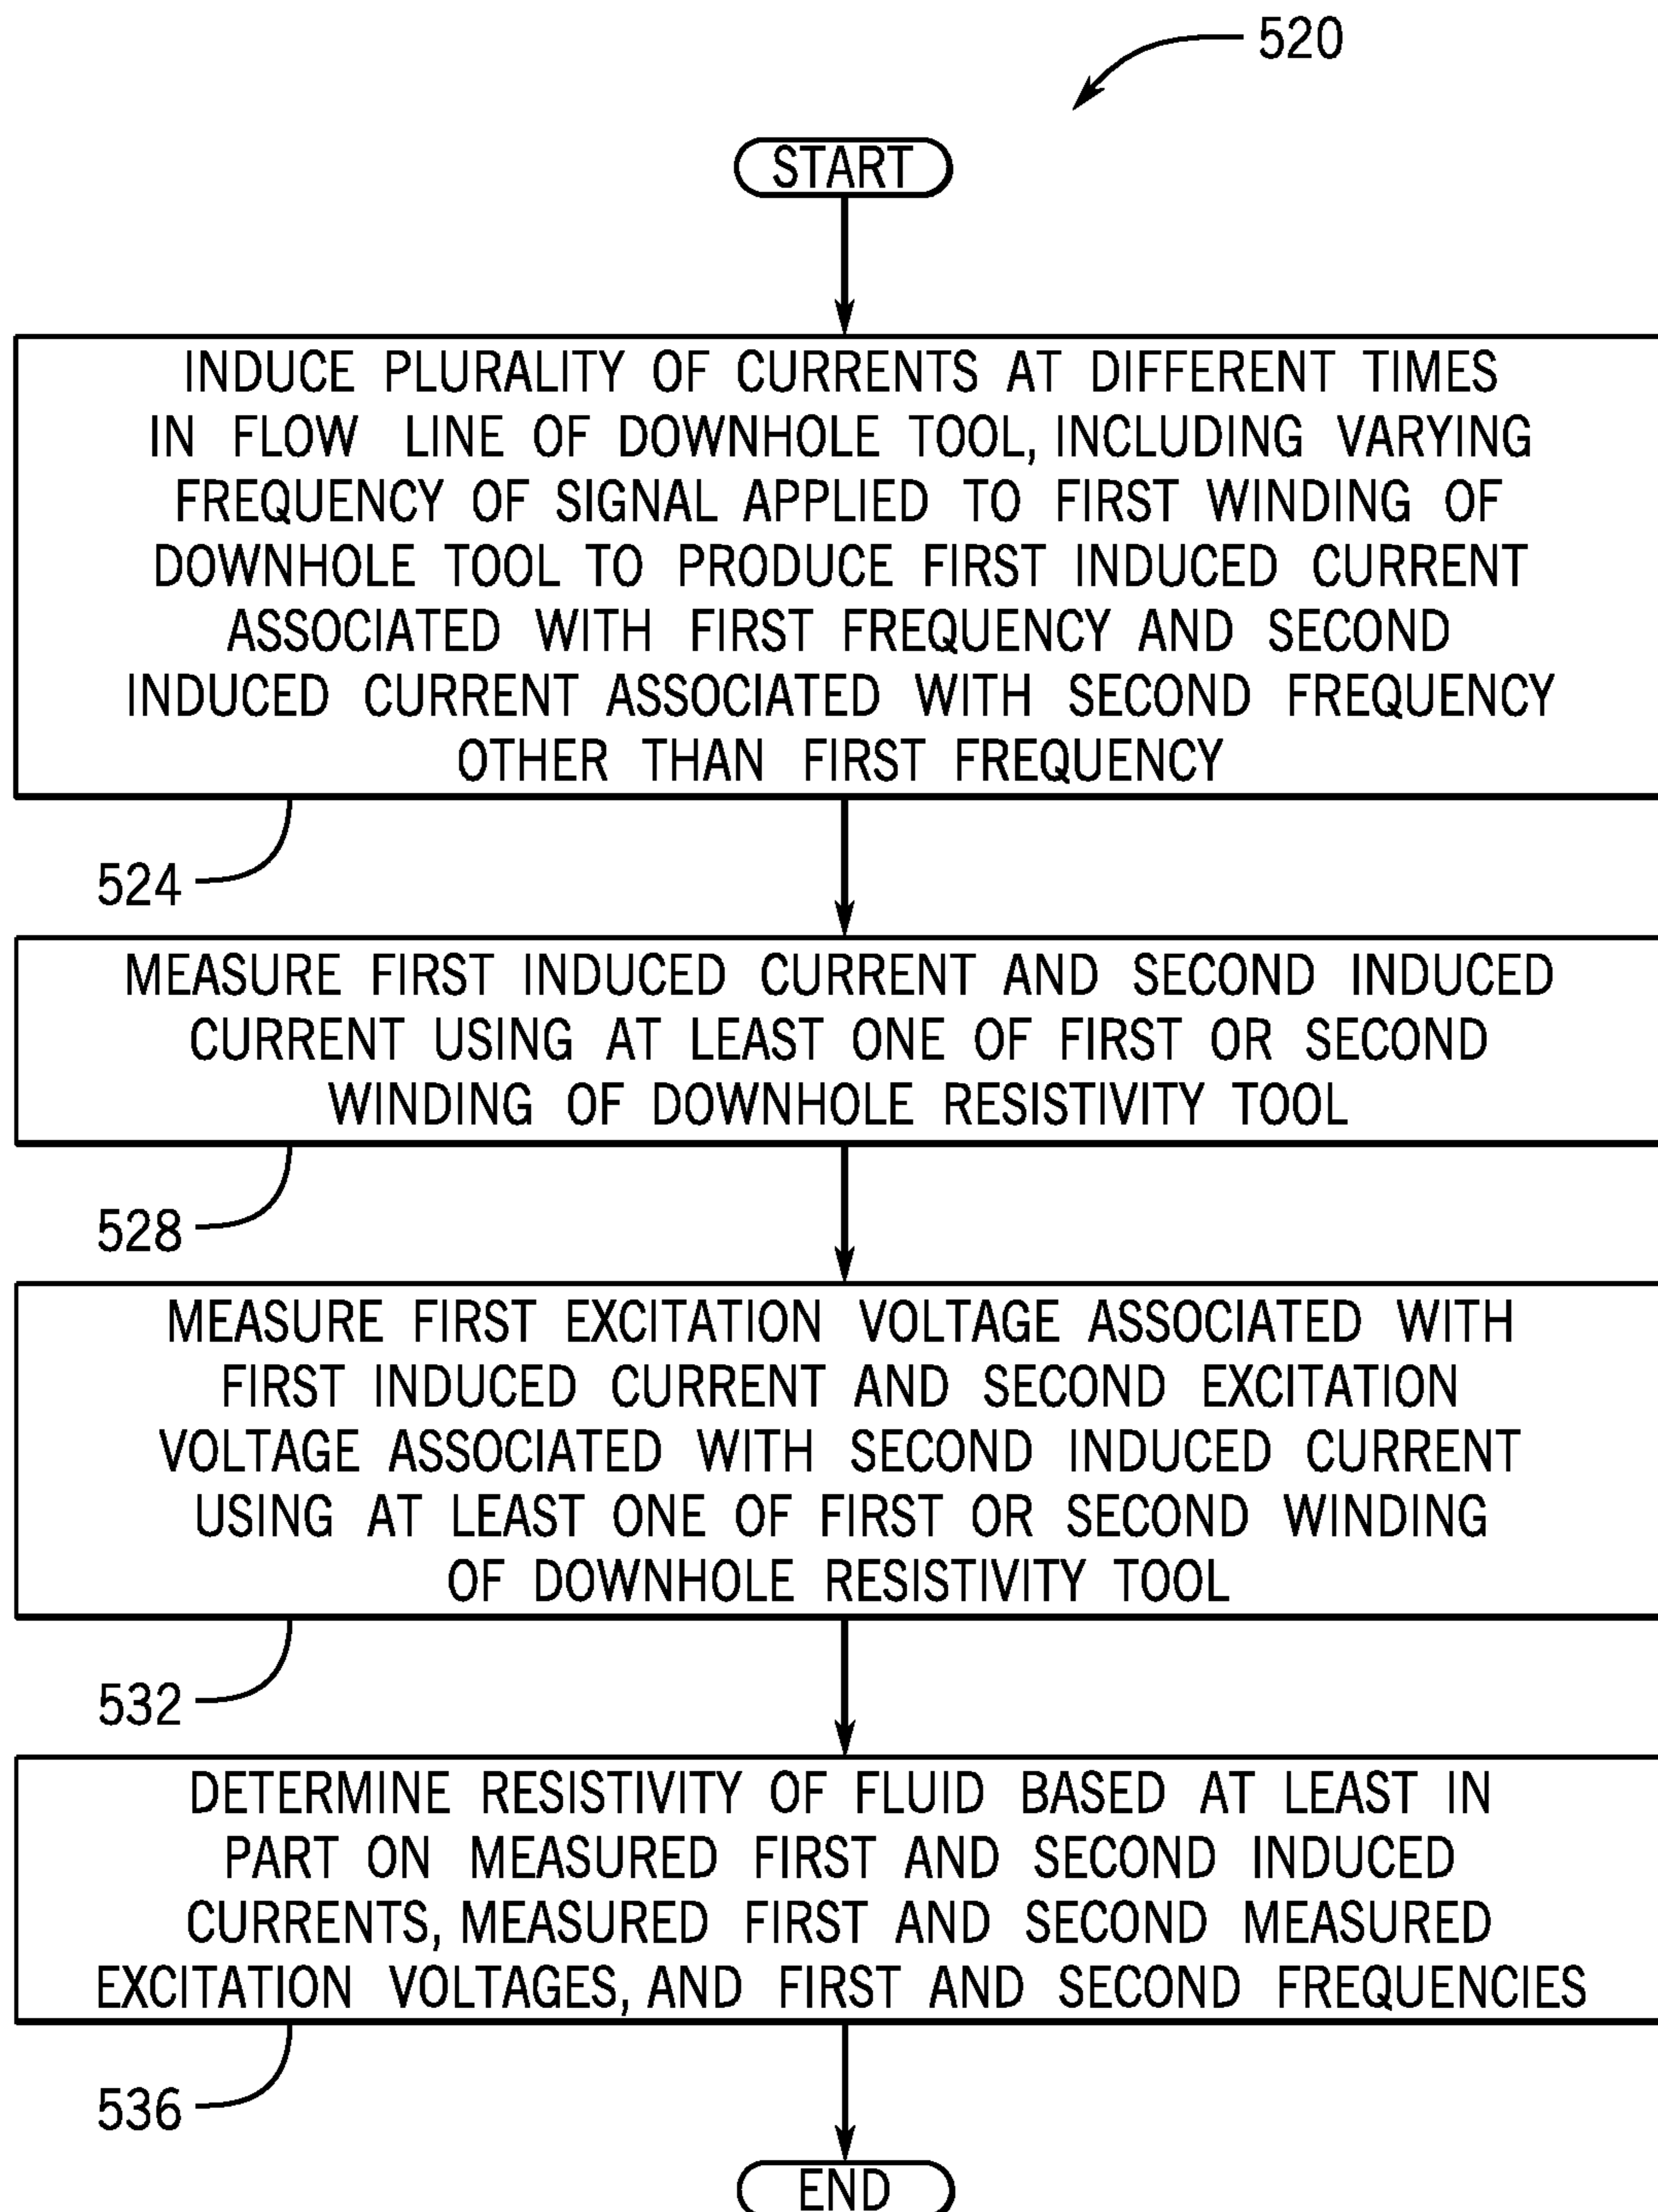 520
START
INDUCE PLURALITY OF CURRENTS AT DIFFERENT TIMES
IN FLOW LINE OF DOWNHOLE TOOL, INCLUDING VARYING
FREQUENCY OF SIGNAL APPLIED TO FIRST WINDING OF
DOWNHOLE TOOL TO PRODUCE FIRST INDUCED CURRENT
ASSOCIATED WITH FIRST FREQUENCY AND SECOND
INDUCED CURRENT ASSOCIATED WITH SECOND FREQUENCY
OTHER THAN FIRST FREQUENCY
524
MEASURE FIRST INDUCED CURRENT AND SECOND INDUCED
CURRENT USING AT LEAST ONE OF FIRST OR SECOND
WINDING OF DOWNHOLE RESISTIVITY TOOL
528
MEASURE FIRST EXCITATION VOLTAGE ASSOCIATED WITH
FIRST INDUCED CURRENT AND SECOND EXCITATION
VOLTAGE ASSOCIATED WITH SECOND INDUCED CURRENT
USING AT LEAST ONE OF FIRST OR SECOND WINDING
OF DOWNHOLE RESISTIVITY TOOL
532
DETERMINE RESISTIVITY OF FLUID BASED AT LEAST IN
PART ON MEASURED FIRST AND SECOND INDUCED
CURRENTS, MEASURED FIRST AND SECOND MEASURED
EXCITATION VOLTAGES, AND FIRST AND SECOND FREQUENCIES
536
END